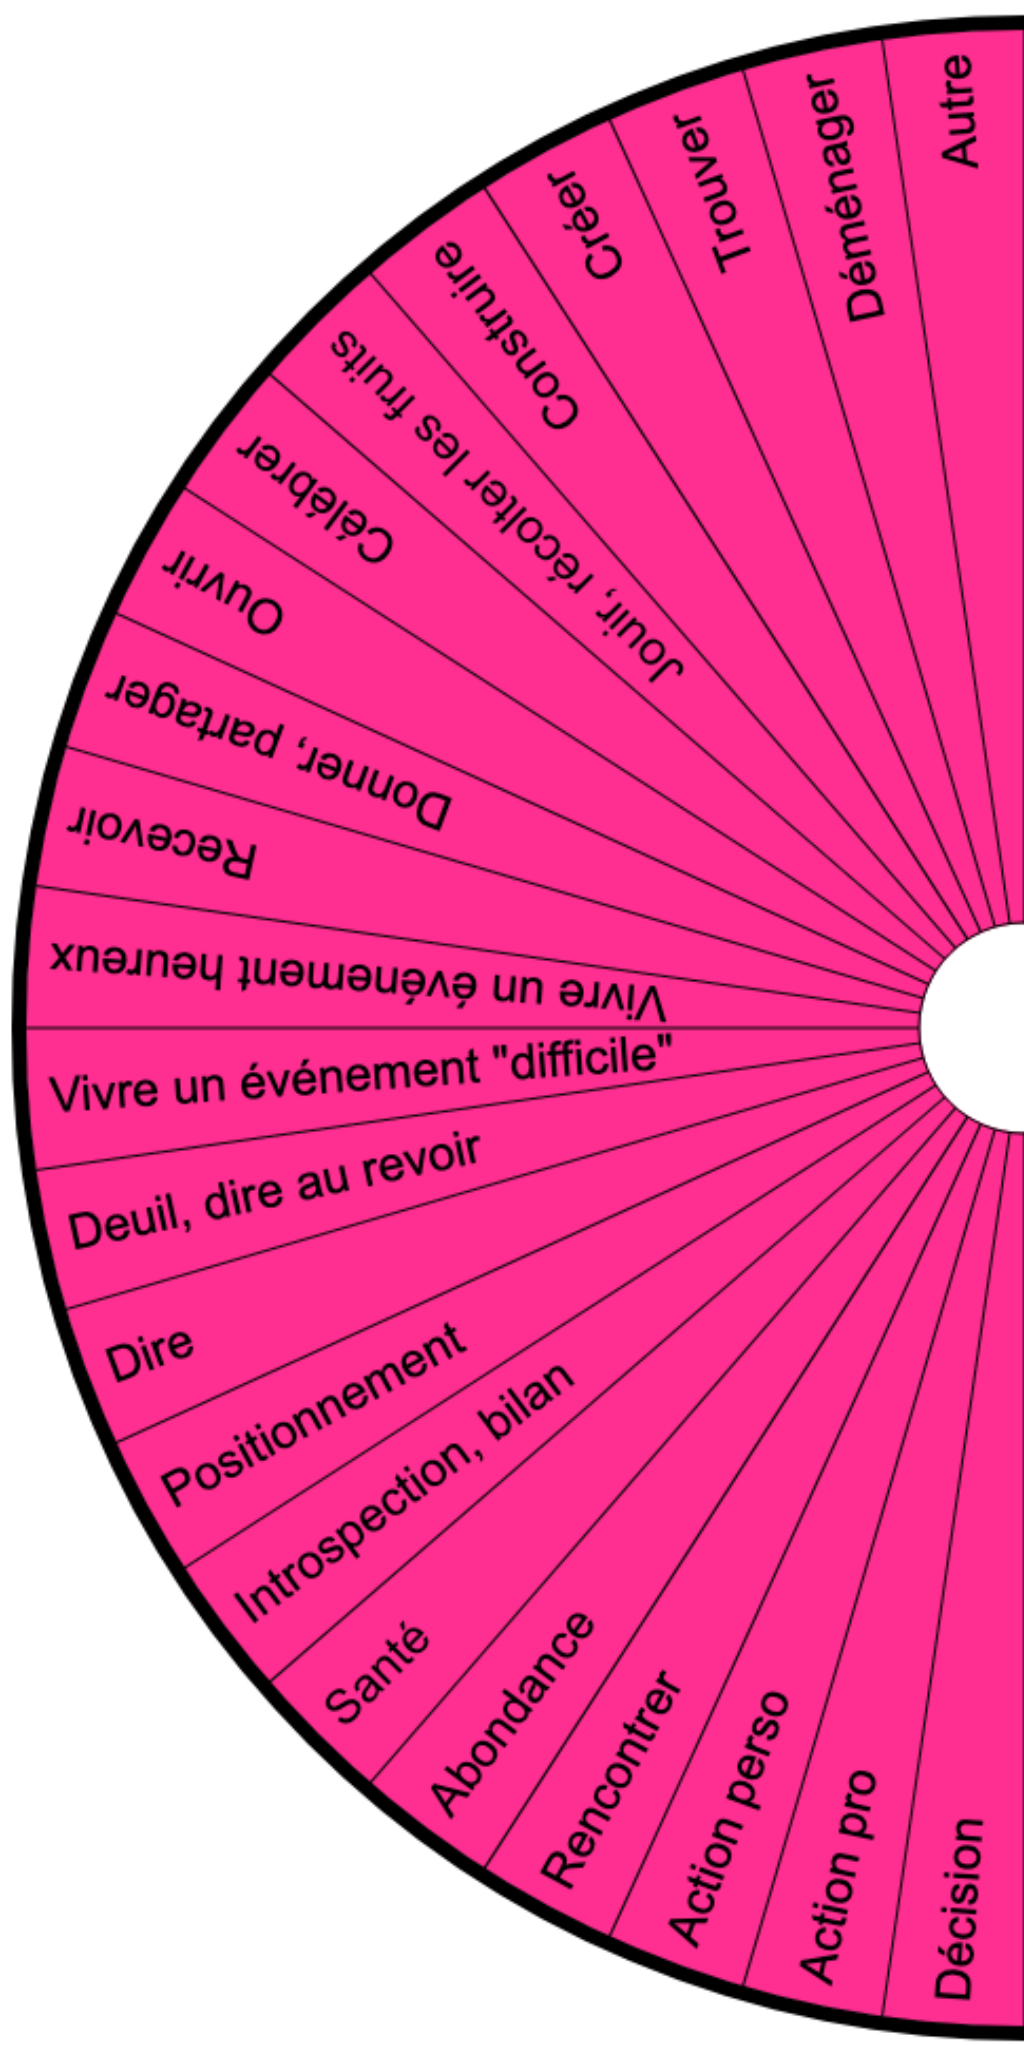 Autre
Déménager
Trouver
Créer
Construire
Jouir, récolter les fruits
Célébrer
Ouvrir
Donner, partager
Recevoir
Vivre un événement heureux
Vivre un événement "difficile"
Deuil, dire au revoir
Dire
Positionnement
Introspection, bilan
Santé
Abondance
Rencontrer
Action perso
Action pro
Décision